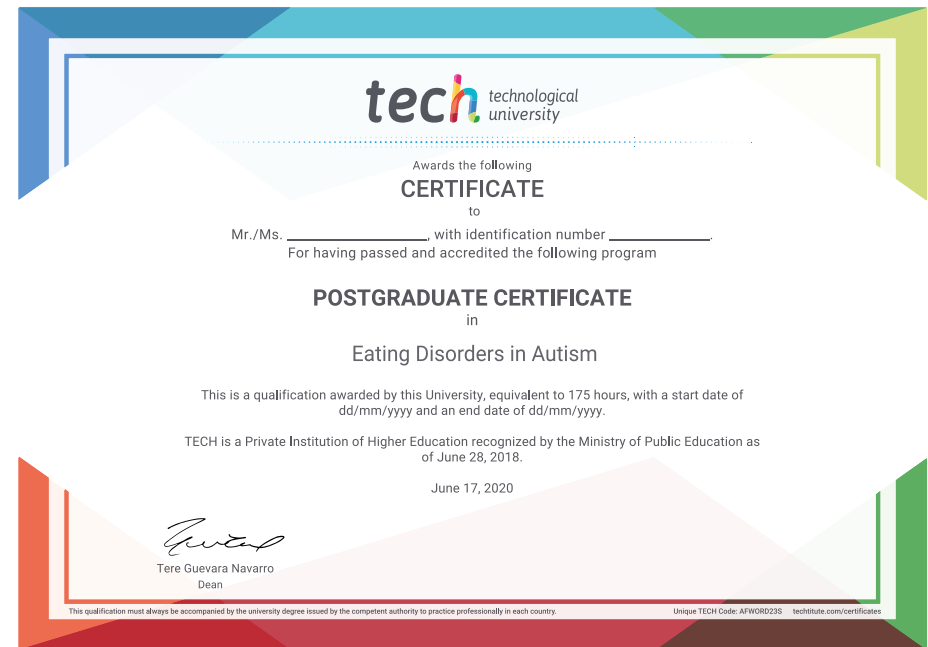 tech technological
university
Awards the following
CERTIFICATE
to
Mr./Ms. ____________, with identification number ____________.
For having passed and accredited the following program
POSTGRADUATE CERTIFICATE
in
Eating Disorders in Autism
This is a qualification awarded by this University, equivalent to 175 hours, with a start date of
dd/mm/yyyy and an end date of dd/mm/yyyy.
TECH is a Private Institution of Higher Education recognized by the Ministry of Public Education as
of June 28, 2018.
June 17, 2020
Tere Guevara Navarro
Dean
This qualification must always be accompanied by the university degree issued by the competent authority to practice professionally in each country. Unique TECH Code: AFWORD23S techtitute.com/certificates